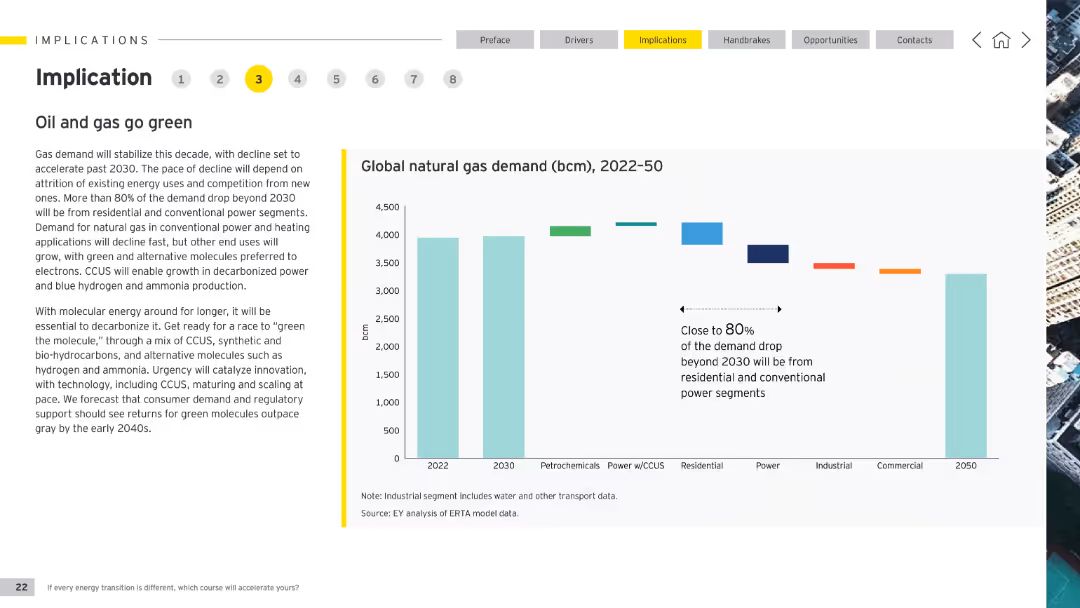 IMPLICATIONS
Preface
Drivers
Implications
Handbrakes
Opportunities
Contacts
Implication 1 2 3 4 5 6 7 8
Oil and gas go green
Gas demand will stabilize this decade, with decline set to
accelerate past 2030. The pace of decline will depend on
attrition of existing energy uses and competition from new
ones. More than 80% of the demand drop beyond 2030
will be from residential and conventional power segments.
Demand for natural gas in conventional power and heating
applications will decline fast, but other end uses will
grow, with green and alternative molecules preferred to
electrons. CCUS will enable growth in decarbonized power
and blue hydrogen and ammonia production.
With molecular energy around for longer, it will be
essential to decarbonize it. Get ready for a race to “green
the molecule,” through a mix of CCUS, synthetic and
bio-hydrocarbons, and alternative molecules such as
hydrogen and ammonia. Urgency will catalyze innovation,
with technology, including CCUS, maturing and scaling at
pace. We forecast that consumer demand and regulatory
support should see returns for green molecules outpace
gray by the early 2040s.
Global natural gas demand (bcm), 2022–50
4,500
4,000
3,500
3,000
2,500
2,000
1,500
1,000
500
0
bcm
Close to 80%
of the demand drop
beyond 2030 will be from
residential and conventional
power segments
2022
2030
Petrochemicals
Power w/CCUS
Residential
Power
Industrial
Commercial
2050
Note: Industrial segment includes water and other transport data.
Source: EY analysis of ERTA model data.
22
If every energy transition is different, which course will accelerate yours?